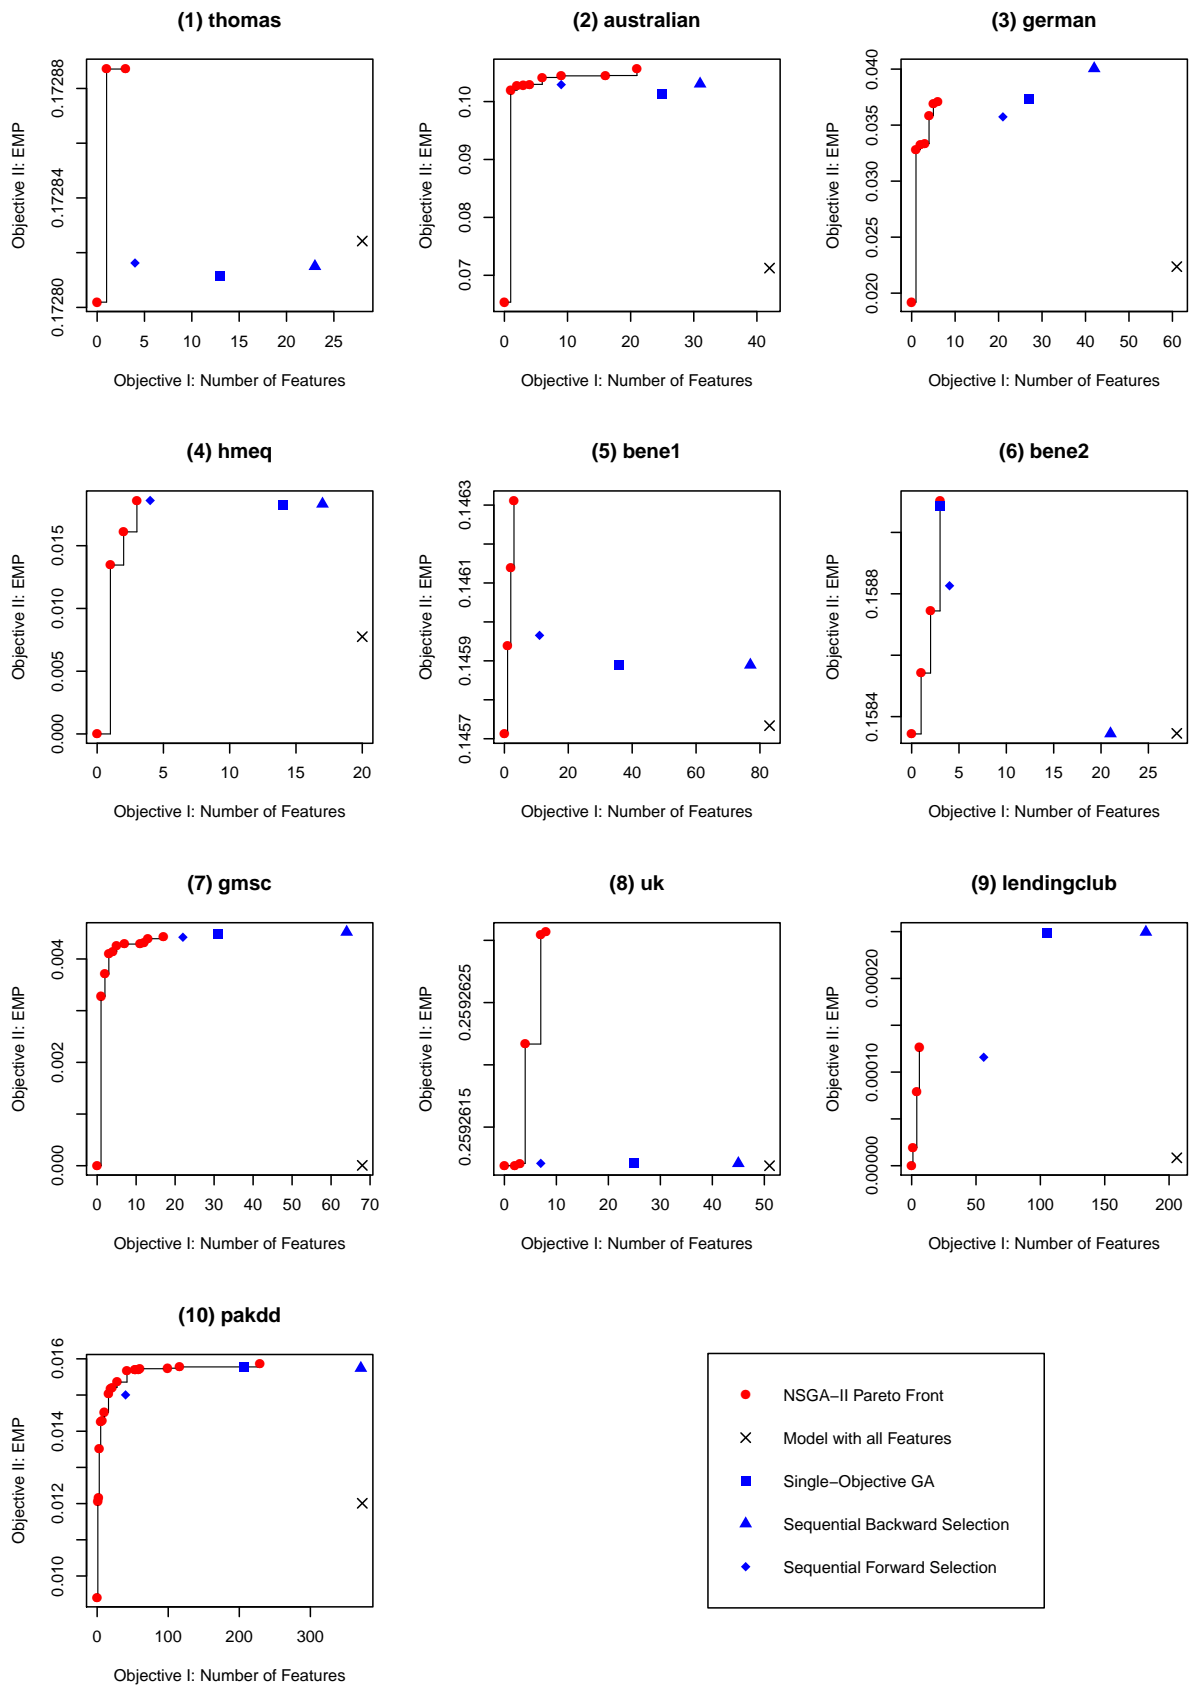 (1) thomas
Objective II: EMP
0.17280 0.17284 0.17288
0 5 10 15 20 25
Objective I: Number of Features
(2) australian
Objective II: EMP
0.07 0.08 0.09 0.10
0 10 20 30 40
Objective I: Number of Features
(3) german
Objective II: EMP
0.020 0.025 0.030 0.035 0.040
0 10 20 30 40 50 60
Objective I: Number of Features
(4) hmeq
Objective II: EMP
0.000 0.005 0.010 0.015
0 5 10 15 20
Objective I: Number of Features
(5) bene1
Objective II: EMP
0.1457 0.1459 0.1461 0.1463
0 20 40 60 80
Objective I: Number of Features
(6) bene2
Objective II: EMP
0.1584 0.1588
0 5 10 15 20 25
Objective I: Number of Features
(7) gmsc
Objective II: EMP
0.000 0.002 0.004
0 10 20 30 40 50 60 70
Objective I: Number of Features
(8) uk
Objective II: EMP
0.2592615 0.2592625
0 10 20 30 40 50
Objective I: Number of Features
(9) lendingclub
Objective II: EMP
0.00000 0.00010 0.00020
0 50 100 150 200
Objective I: Number of Features
(10) pakdd
Objective II: EMP
0.010 0.012 0.014 0.016
0 100 200 300
Objective I: Number of Features
NSGA−II Pareto Front
Model with all Features
Single−Objective GA
Sequential Backward Selection
Sequential Forward Selection